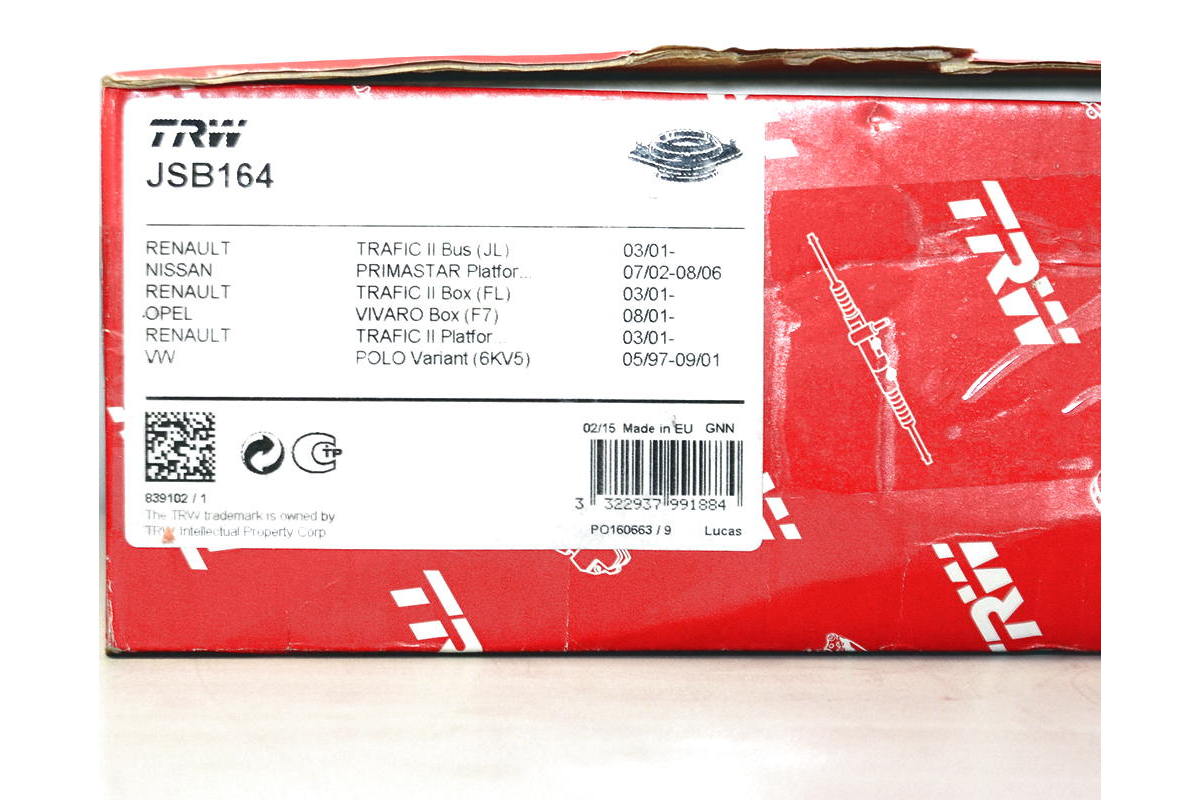 TRW
JSB164
RENAULT TRAFIC II Bus (JL) 03/01-
NISSAN PRIMASTAR Platfor... 07/02-08/06
RENAULT TRAFIC II Box (FL) 03/01-
OPEL VIVARO Box (F7) 08/01-
RENAULT TRAFIC II Platfor... 03/01-
VW POLO Variant (6KV5) 05/97-09/01
02/15 Made in EU GNN
CTP
3 322937 991884
839102 / 1
The TRW trademark is owned by
TRW Intellectual Property Corp
PO160663 / 9 Lucas
TRW
TRW
TRW